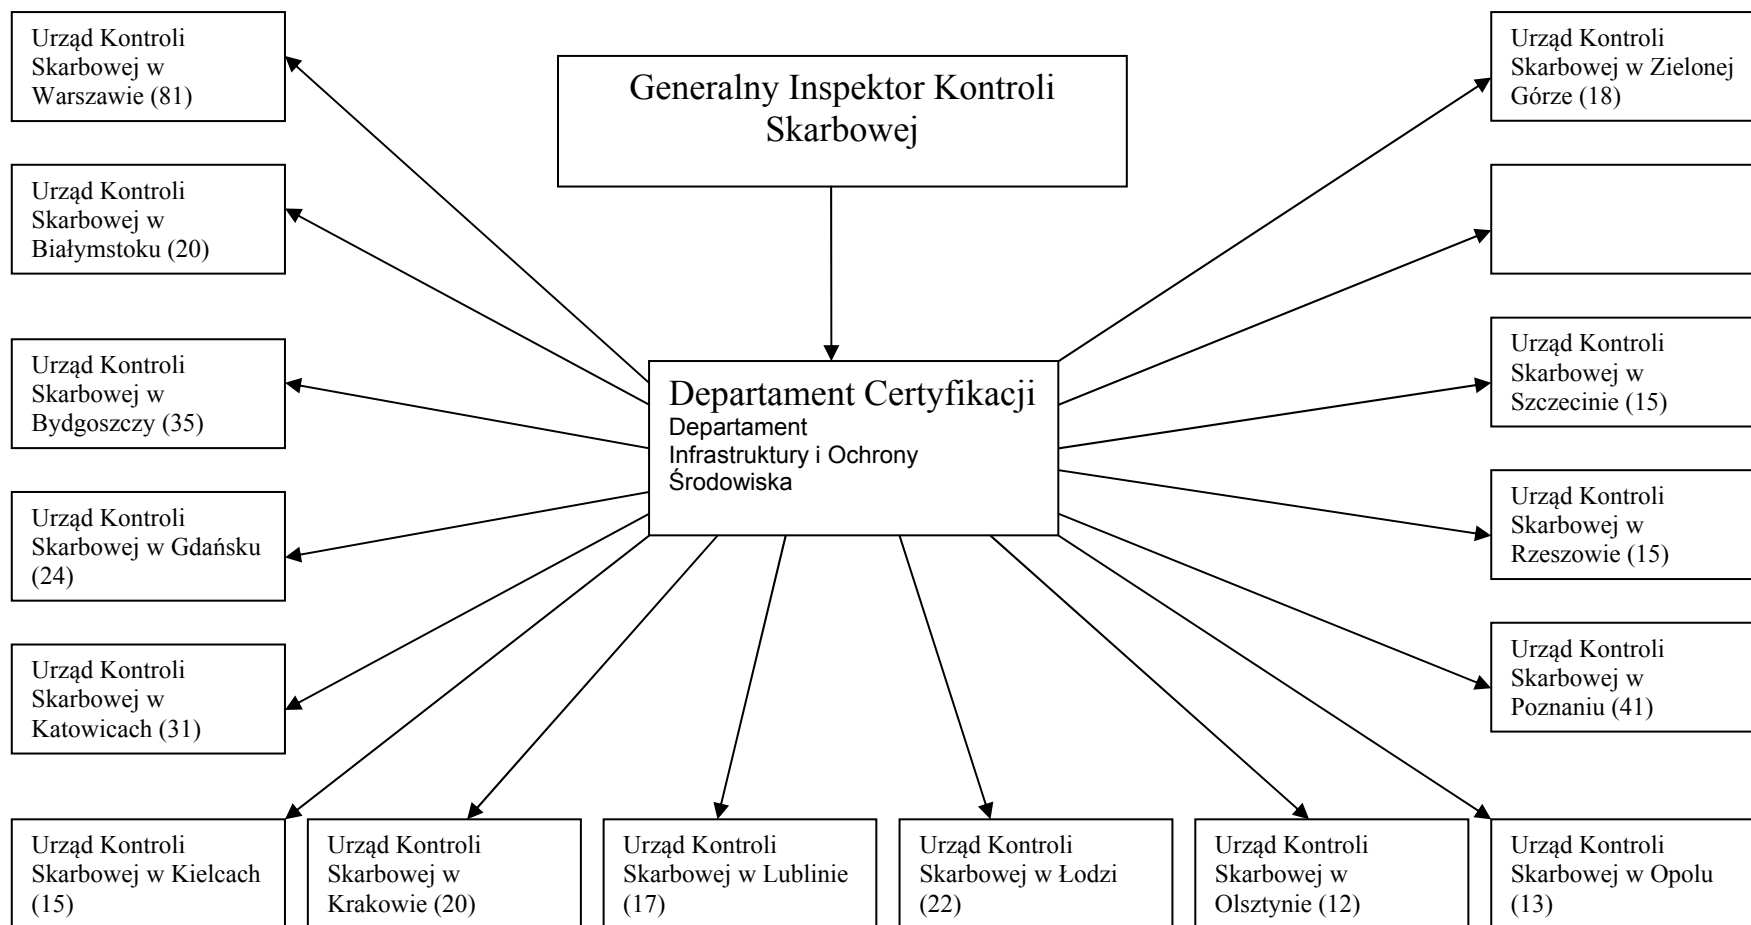 Urząd Kontroli
Skarbowej w
Warszawie (81)
Generalny Inspektor Kontroli
Skarbowej
Urząd Kontroli
Skarbowej w Zielonej
Górze (18)
Urząd Kontroli
Skarbowej w
Białymstoku (20)
Urząd Kontroli
Skarbowej w
Bydgoszczy (35)
Departament Certyfikacji
Departament
Infrastruktury i Ochrony
Środowiska
Urząd Kontroli
Skarbowej w
Szczecinie (15)
Urząd Kontroli
Skarbowej w Gdańsku
(24)
Urząd Kontroli
Skarbowej w
Rzeszowie (15)
Urząd Kontroli
Skarbowej w
Katowicach (31)
Urząd Kontroli
Skarbowej w
Poznaniu (41)
Urząd Kontroli
Skarbowej w Kielcach
(15)
Urząd Kontroli
Skarbowej w
Krakowie (20)
Urząd Kontroli
Skarbowej w Lublinie
(17)
Urząd Kontroli
Skarbowej w Łodzi
(22)
Urząd Kontroli
Skarbowej w
Olsztynie (12)
Urząd Kontroli
Skarbowej w Opolu
(13)